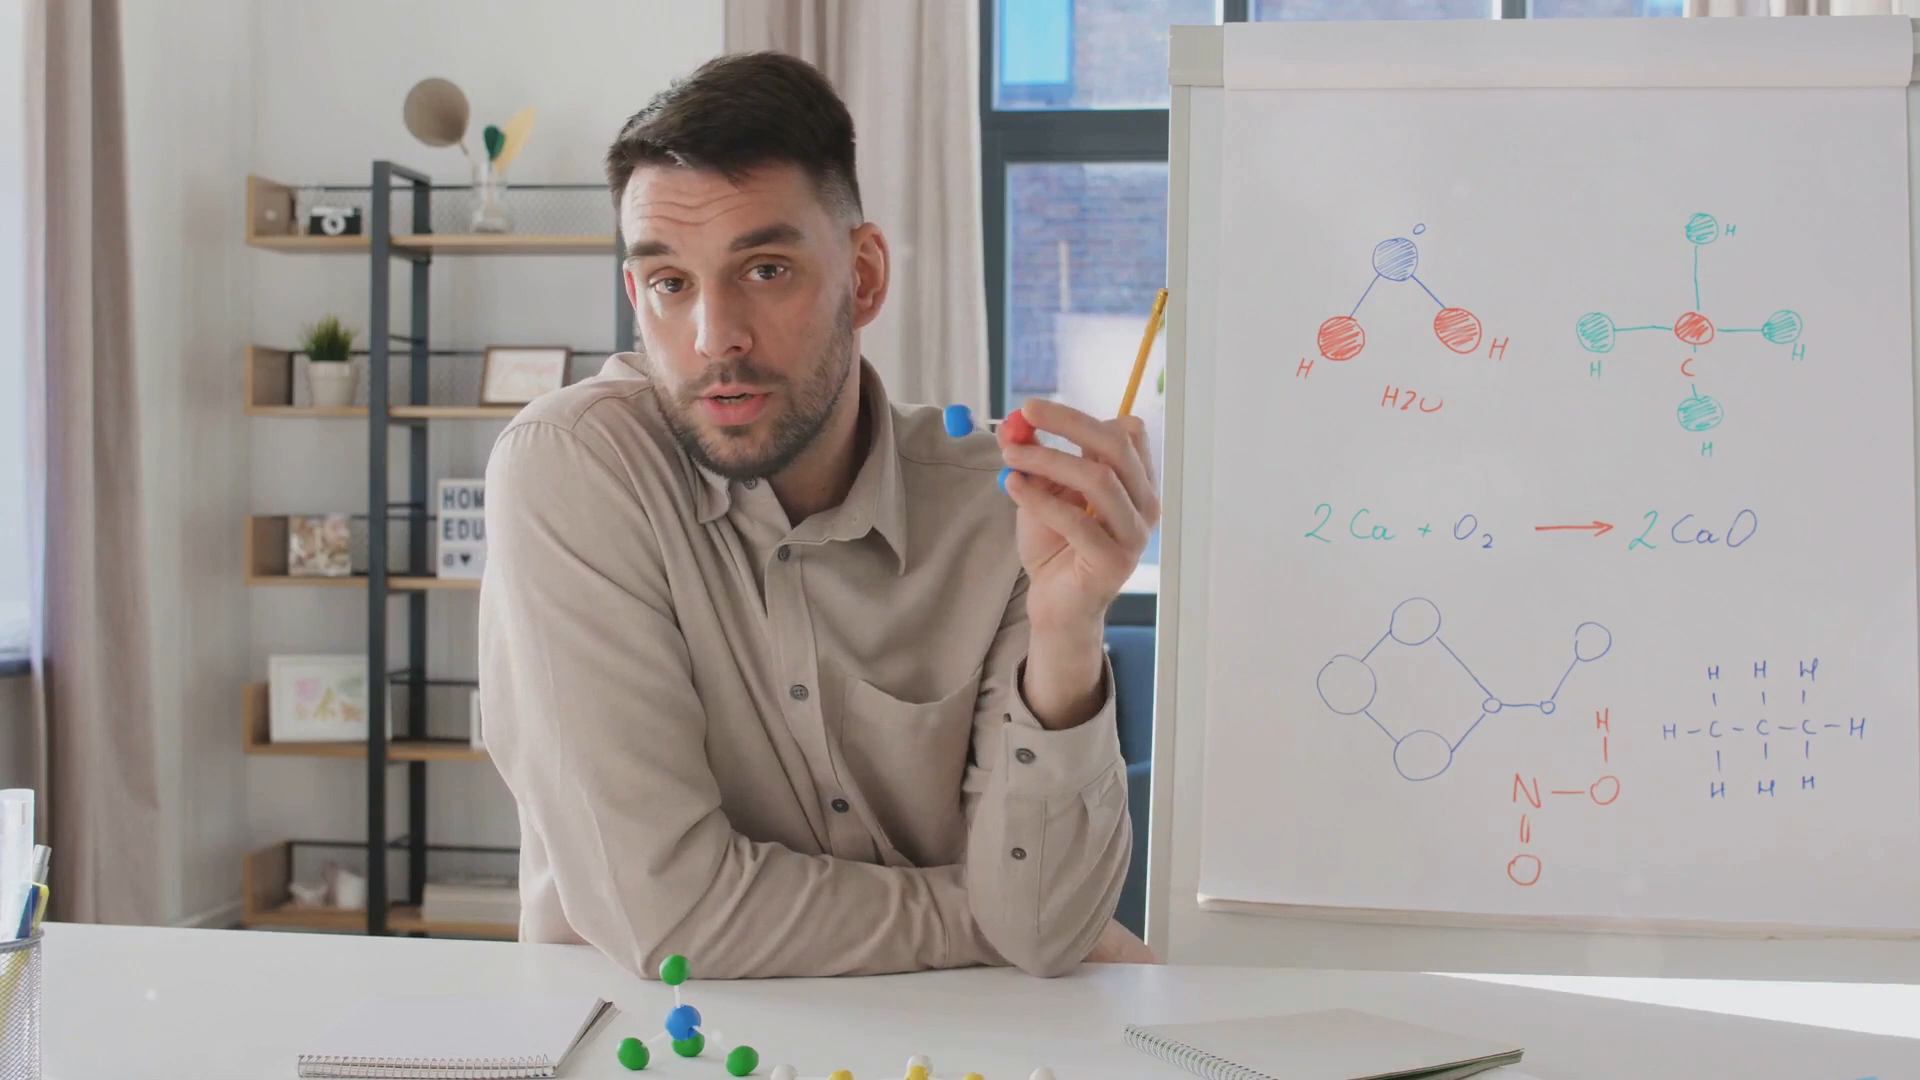 HOM
EDU
O
H
H H
H H
H
C
H2O
H
2 Ca + O2 → 2 CaO
H H H
H-C-C-C-H
H H H
H
N-O
O